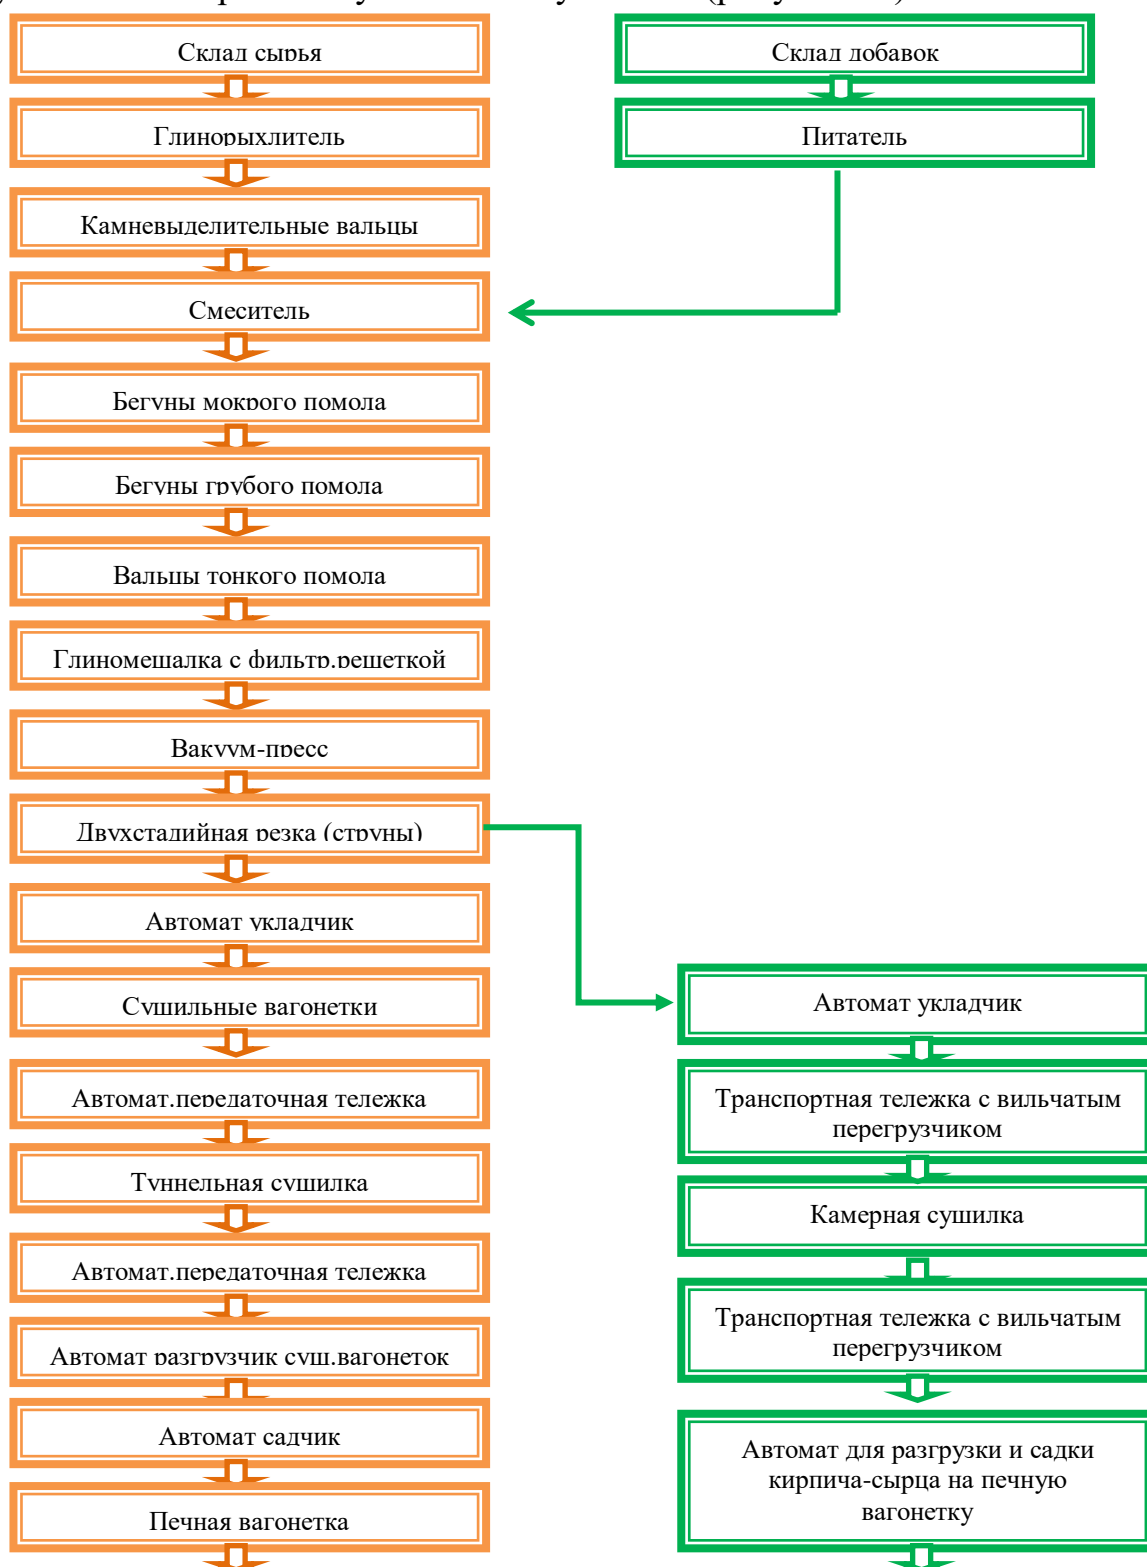 Склад сырья
Склад добавок
Глинорыхлитель
Питатель
Камневыделительные вальцы
Смеситель
Бегуны мокрого помола
Бегуны грубого помола
Вальцы тонкого помола
Глиномешалка с фильтр.решеткой
Вакуум-пресс
Двухстадийная резка (струны)
Автомат укладчик
Сушильные вагонетки
Автомат.передаточная тележка
Туннельная сушилка
Автомат.передаточная тележка
Автомат разгрузчик суш.вагонеток
Автомат садчик
Печная вагонетка
Автомат укладчик
Транспортная тележка с вильчатым
перегрузчиком
Камерная сушилка
Транспортная тележка с вильчатым
перегрузчиком
Автомат для разгрузки и садки
кирпича-сырца на печную
вагонетку